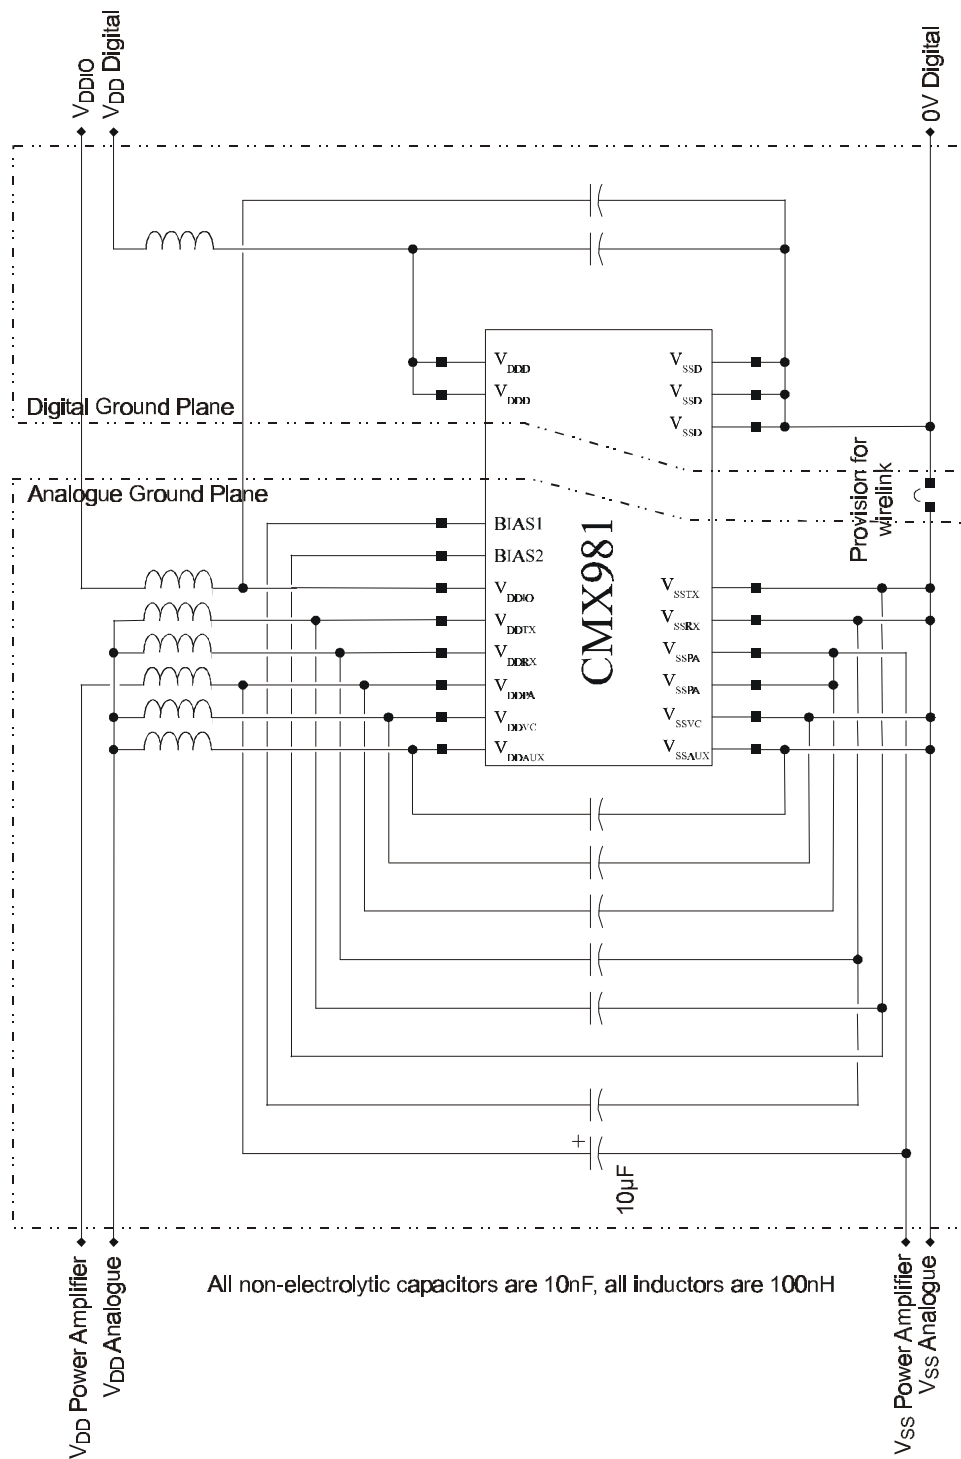 VDDIO
VDD Digital
0V Digital
VDDD
VSSD
VDDD
VSSD
Digital Ground Plane
VSSD
Analogue Ground Plane
Provision for
wirelink
BIAS1
BIAS2
CMX981
VDDIO
VSSTX
VDDTX
VSSRX
VDDRX
VSSPA
VDDPA
VSSPA
VDDVC
VSSVC
VDDAUX
VSSAUX
+
10µF
VDD Power Amplifier
VDD Analogue
All non-electrolytic capacitors are 10nF, all inductors are 100nH
VSS Power Amplifier
VSS Analogue